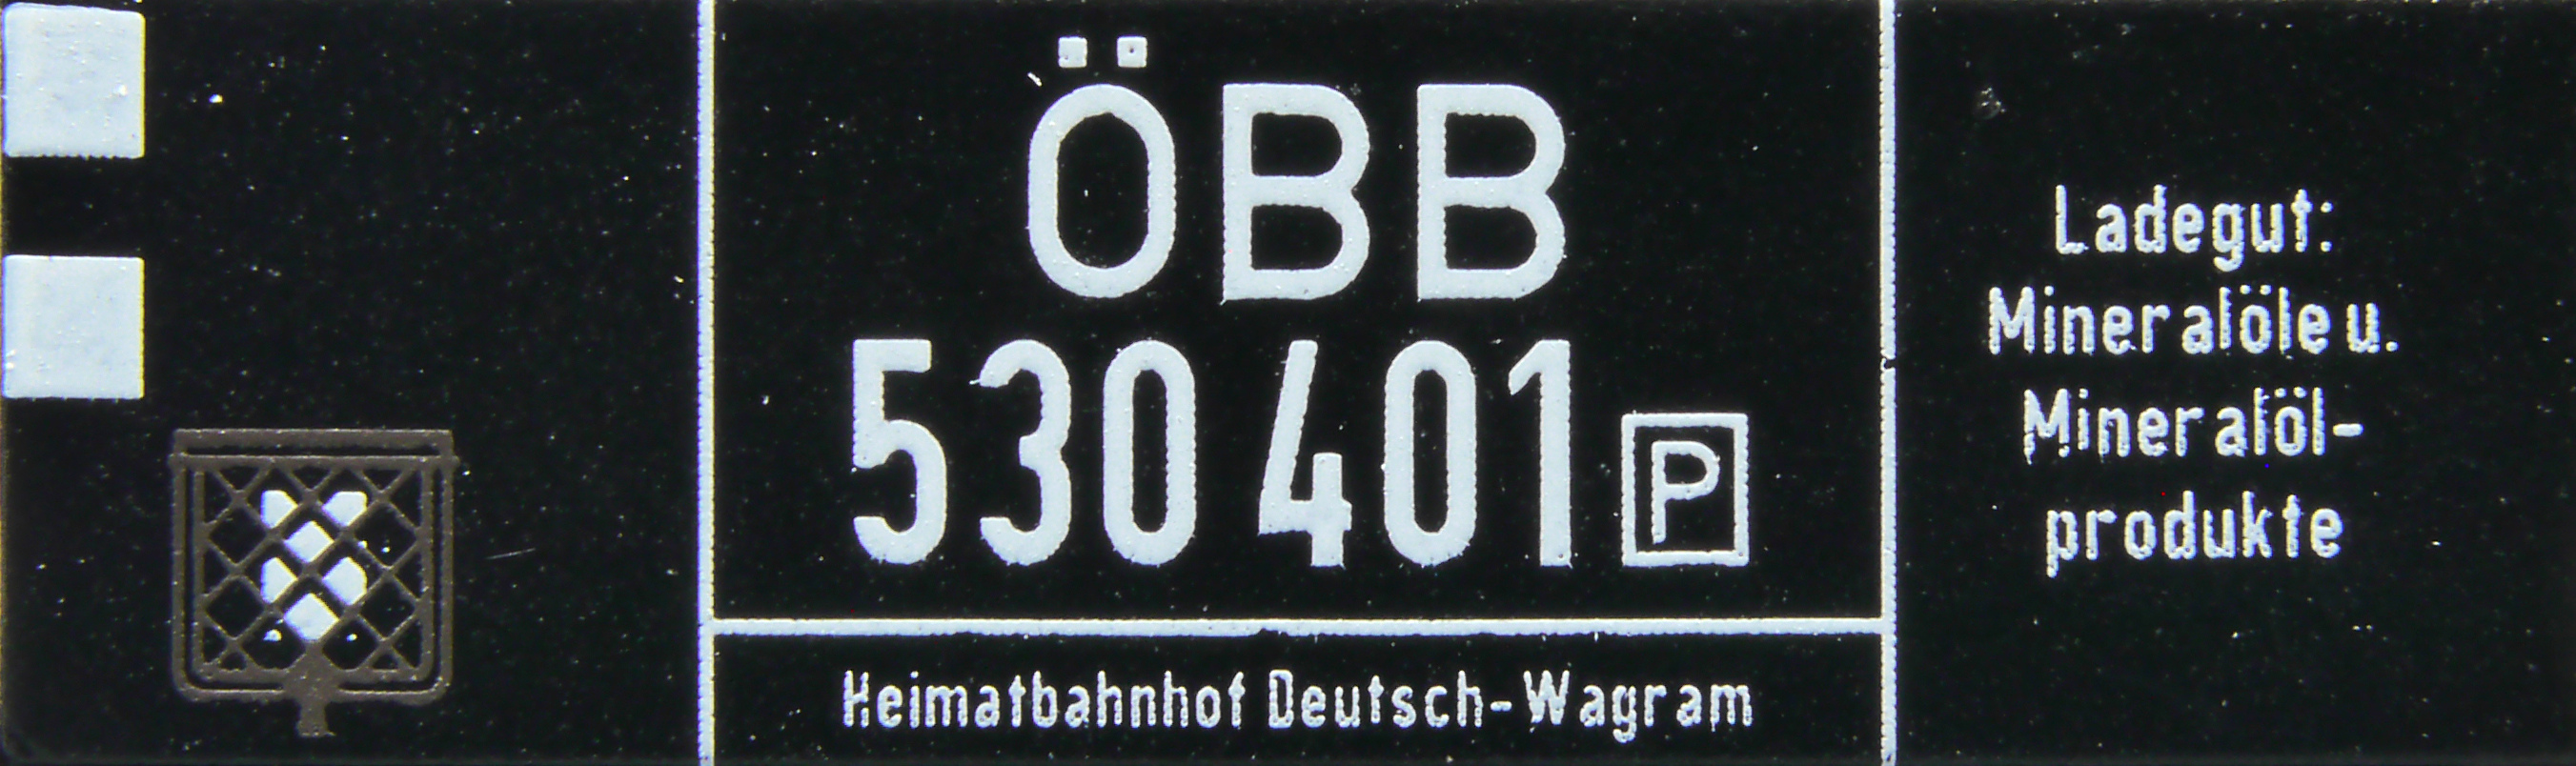 ÖBB
530 401 P
Heimatbahnhof Deutsch-Wagram
Ladegut:
Mineralöle u.
Mineralöl-
produkte